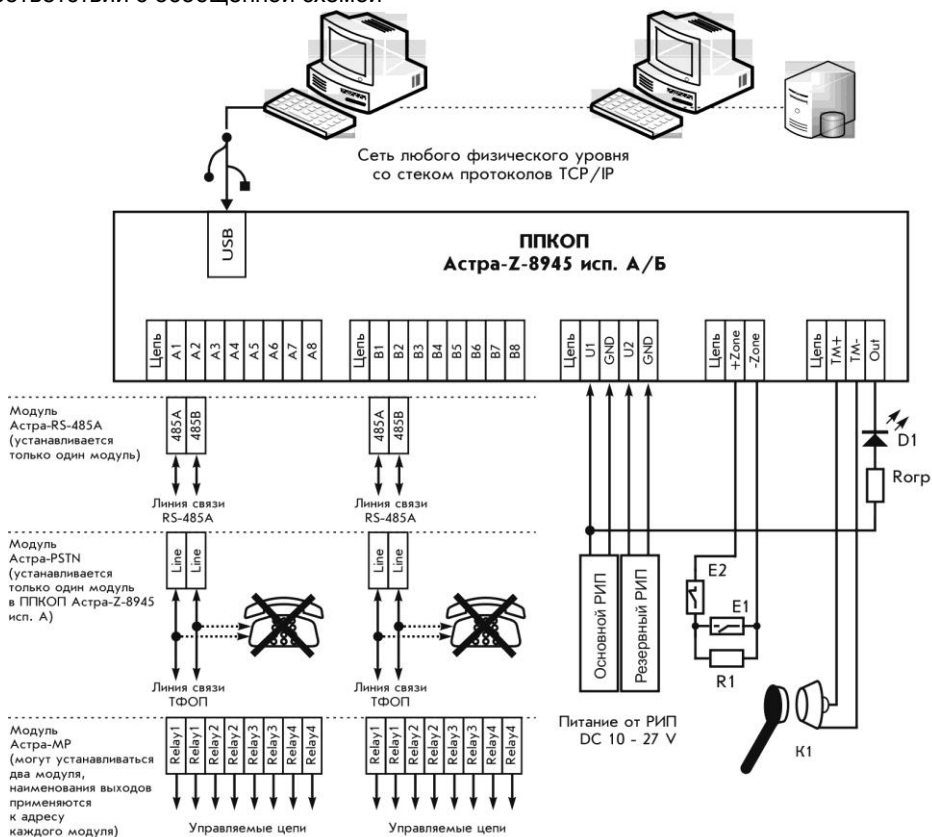 соответствии с обобщенной схемой
Сеть любого физического уровня
со стеком протоколов TCP/IP
USB
ППКОП
Астра-Z-8945 исп. А/Б
Цепь A1 A2 A3 A4 A5 A6 A7 A8
Цепь B1 B2 B3 B4 B5 B6 B7 B8
Цепь U1 GND U2 GND
Цепь +Zone -Zone
Цепь TM+ TM- Out
Модуль
Астра-RS-485A
(устанавливается
только один модуль)
485A 485B
485A 485B
Линия связи
RS-485A
Линия связи
RS-485A
D1
Rогр
Модуль
Астра-PSTN
(устанавливается
только один модуль
в ППКОП Астра-Z-8945
исп. А)
Line Line
Line Line
Линия связи
ТФОП
Линия связи
ТФОП
Основной РИП
Резервный РИП
E2
E1
R1
Питание от РИП
DC 10 - 27 V
K1
Модуль
Астра-МР
(могут устанавливаться
два модуля,
наименования выходов
применяются
к адресу
каждого модуля)
Relay1 Relay1 Relay2 Relay2 Relay3 Relay3 Relay4 Relay4
Relay1 Relay1 Relay2 Relay2 Relay3 Relay3 Relay4 Relay4
Управляемые цепи
Управляемые цепи